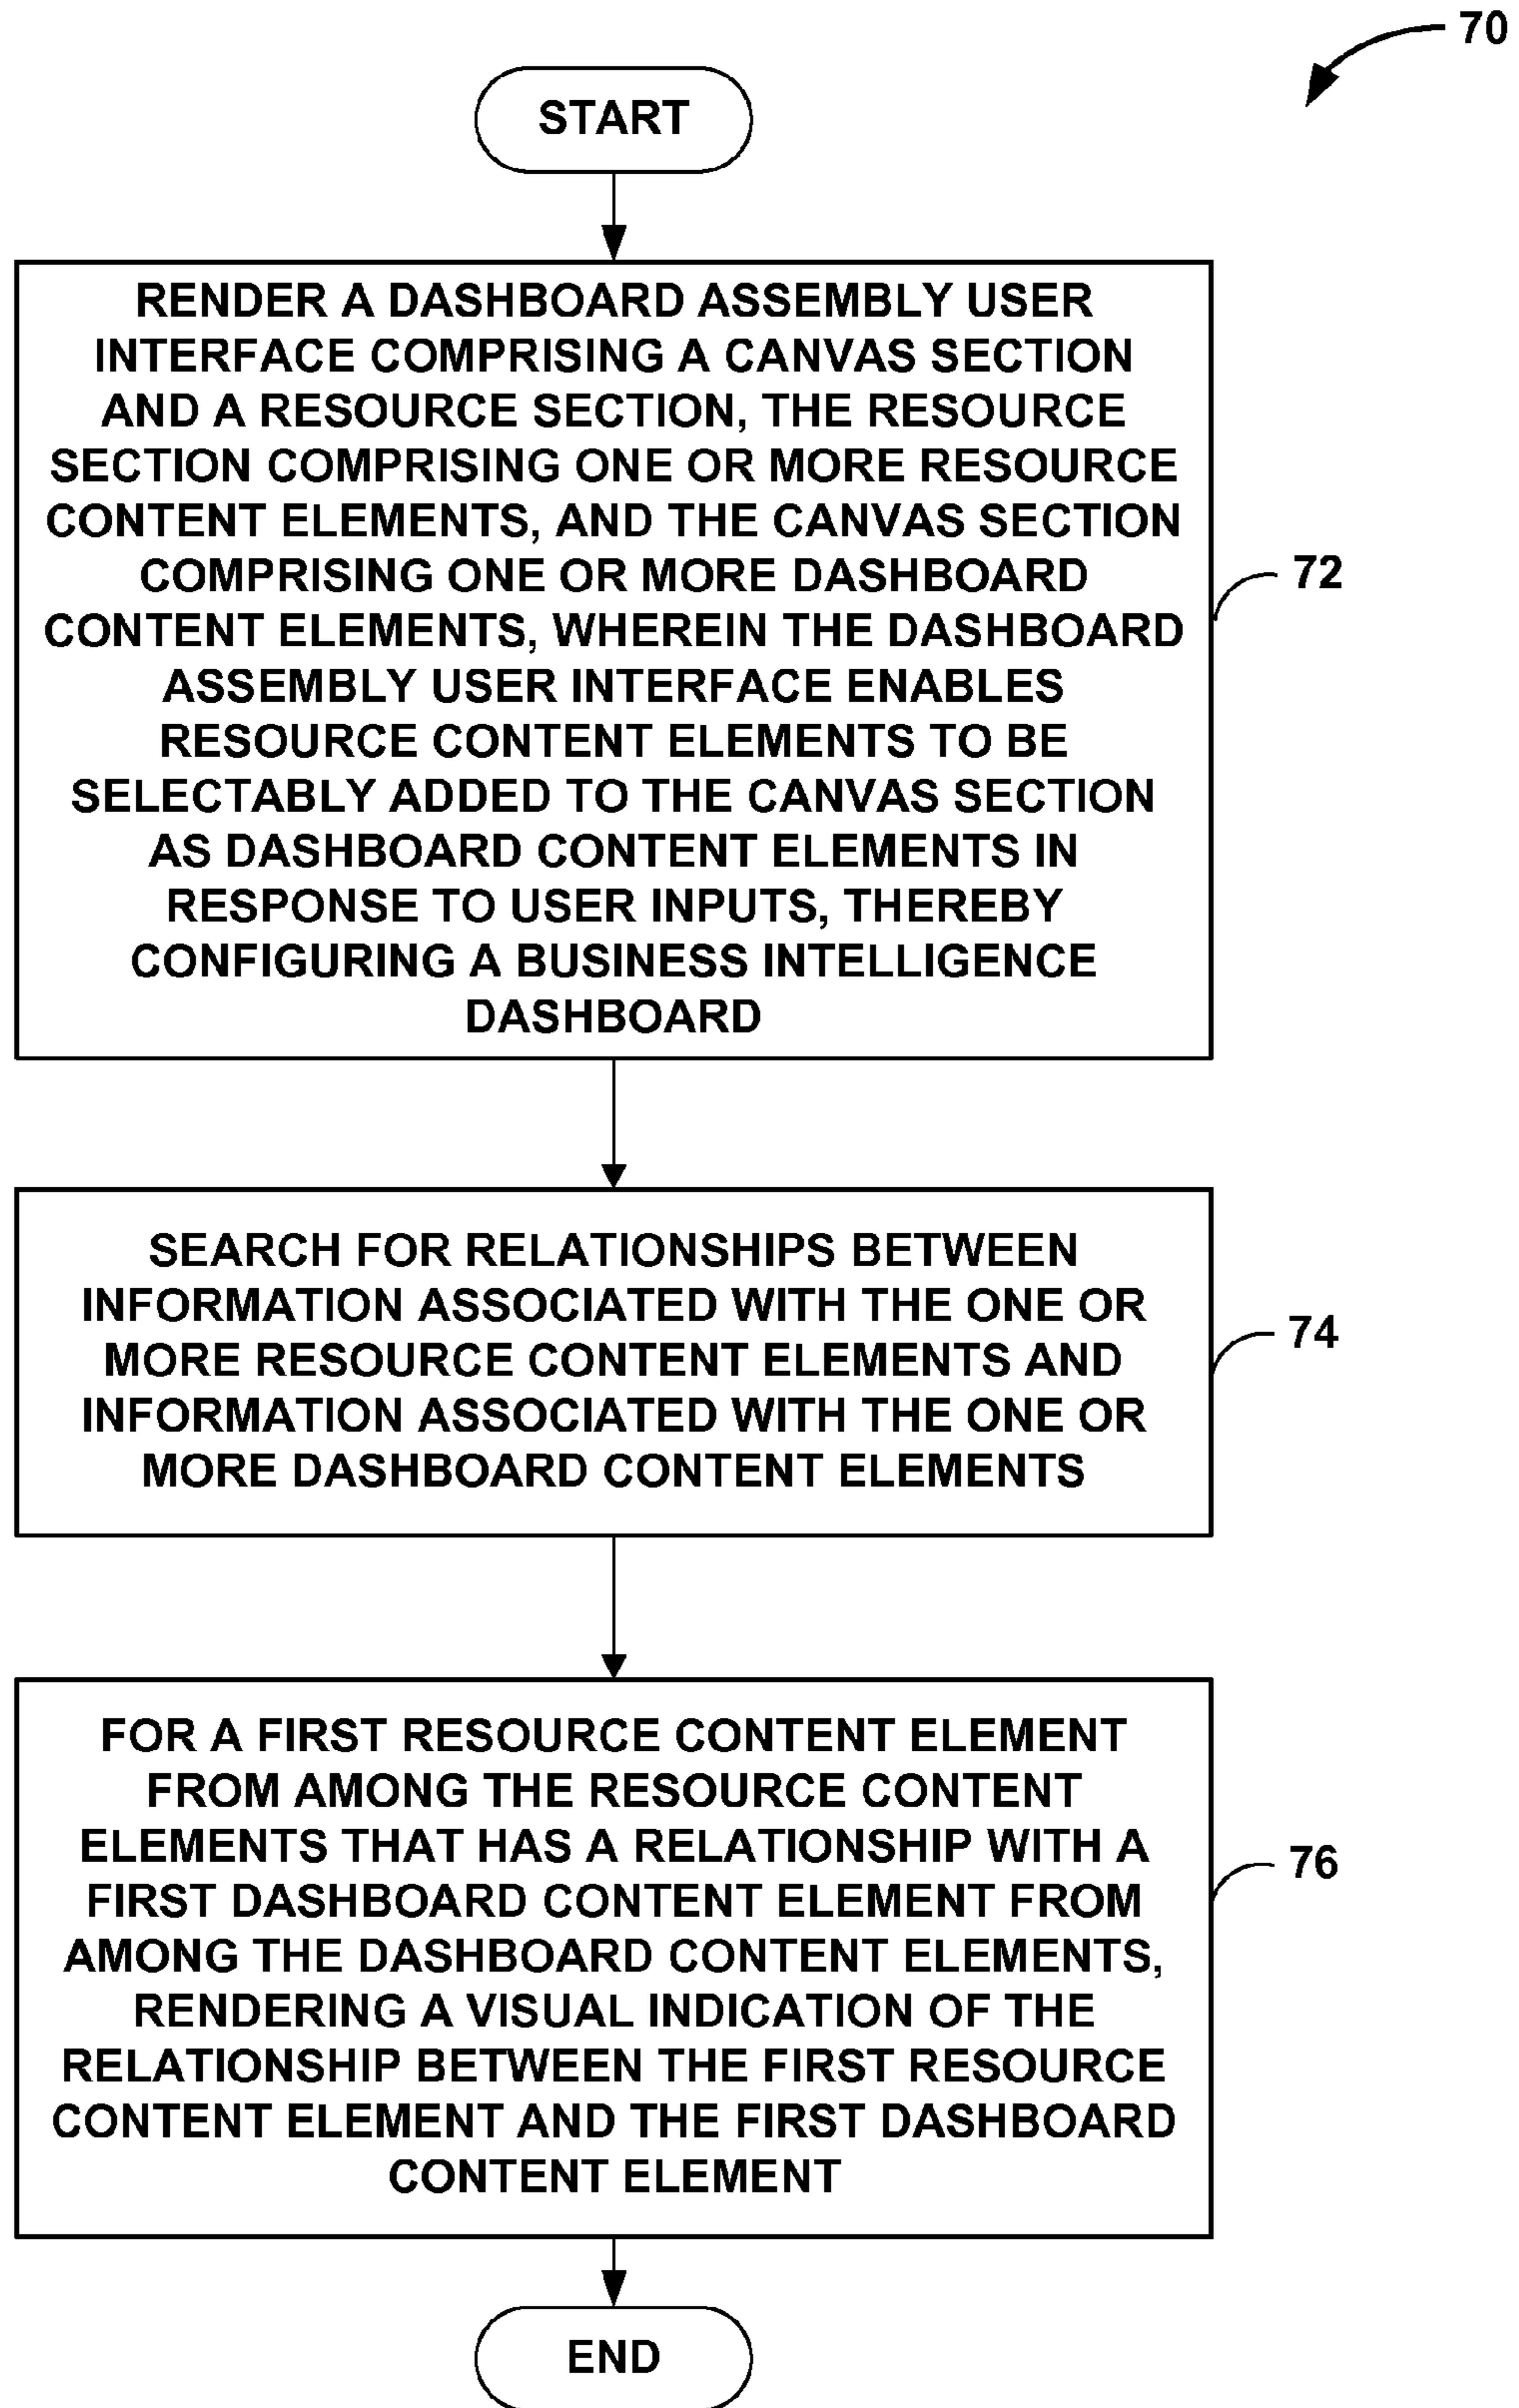 70
START
RENDER A DASHBOARD ASSEMBLY USER
INTERFACE COMPRISING A CANVAS SECTION
AND A RESOURCE SECTION, THE RESOURCE
SECTION COMPRISING ONE OR MORE RESOURCE
CONTENT ELEMENTS, AND THE CANVAS SECTION
COMPRISING ONE OR MORE DASHBOARD
CONTENT ELEMENTS, WHEREIN THE DASHBOARD
ASSEMBLY USER INTERFACE ENABLES
RESOURCE CONTENT ELEMENTS TO BE
SELECTABLY ADDED TO THE CANVAS SECTION
AS DASHBOARD CONTENT ELEMENTS IN
RESPONSE TO USER INPUTS, THEREBY
CONFIGURING A BUSINESS INTELLIGENCE
DASHBOARD
72
SEARCH FOR RELATIONSHIPS BETWEEN
INFORMATION ASSOCIATED WITH THE ONE OR
MORE RESOURCE CONTENT ELEMENTS AND
INFORMATION ASSOCIATED WITH THE ONE OR
MORE DASHBOARD CONTENT ELEMENTS
74
FOR A FIRST RESOURCE CONTENT ELEMENT
FROM AMONG THE RESOURCE CONTENT
ELEMENTS THAT HAS A RELATIONSHIP WITH A
FIRST DASHBOARD CONTENT ELEMENT FROM
AMONG THE DASHBOARD CONTENT ELEMENTS,
RENDERING A VISUAL INDICATION OF THE
RELATIONSHIP BETWEEN THE FIRST RESOURCE
CONTENT ELEMENT AND THE FIRST DASHBOARD
CONTENT ELEMENT
76
END